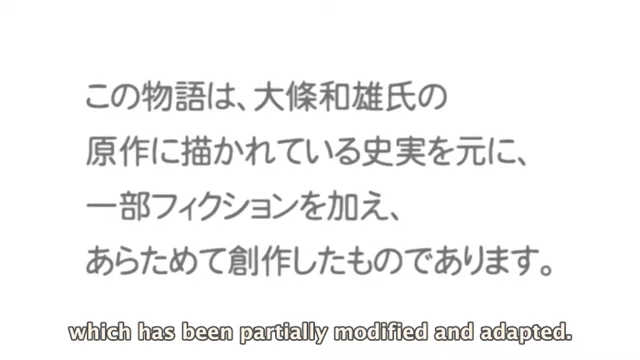 この物語は、大條和雄氏の
原作に描かれている史実を元に、
一部フィクションを加え、
あらためて創作したものであります。
which has been partially modified and adapted.